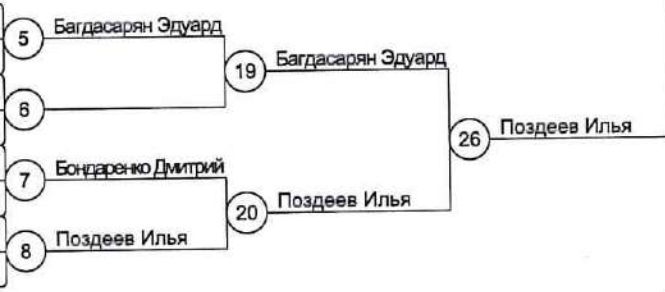 5 Багдасарян Эдуард
19 Багдасарян Эдуард
6
26 Поздеев Илья
7 Бондаренко Дмитрий
20 Поздеев Илья
8 Поздеев Илья